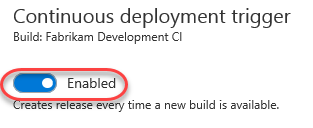 Continuous deployment trigger
Build: Fabrikam Development CI
Enabled
Creates release every time a new build is available.